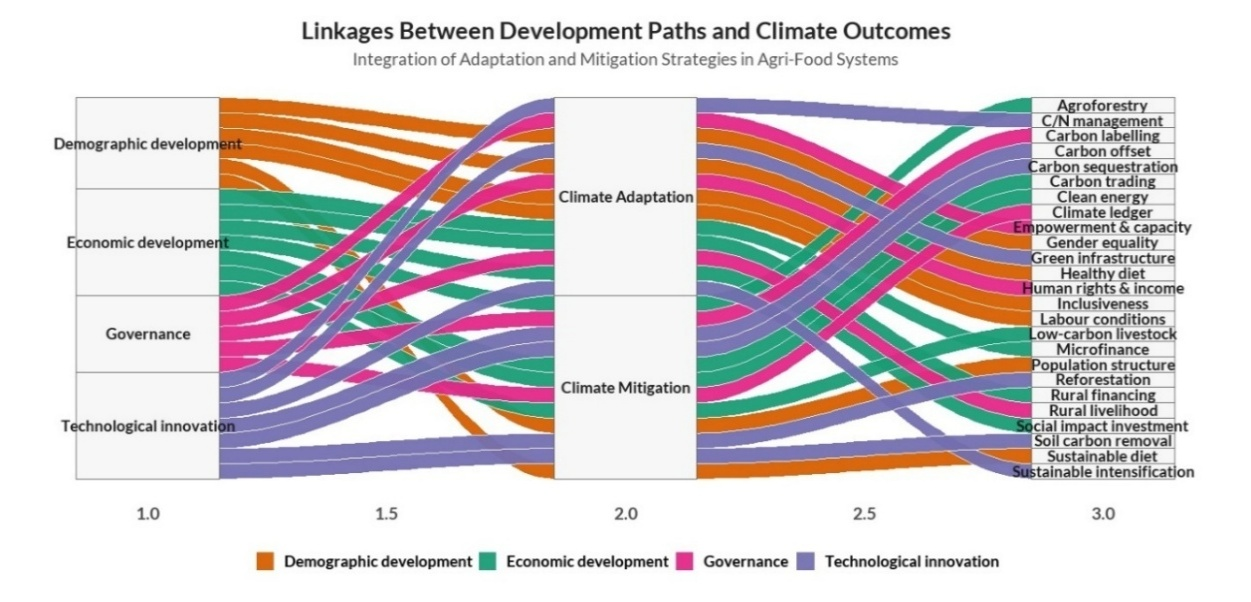 Linkages Between Development Paths and Climate Outcomes
Integration of Adaptation and Mitigation Strategies in Agri-Food Systems
Demographic development
Economic development
Governance
Technological innovation
Climate Adaptation
Climate Mitigation
Agroforestry
C/N management
Carbon labelling
Carbon offset
Carbon sequestration
Carbon trading
Clean energy
Climate ledger
Empowerment & capacity
Gender equality
Green infrastructure
Healthy diet
Human rights & income
Inclusiveness
Labour conditions
Low-carbon livestock
Microfinance
Population structure
Reforestation
Rural financing
Rural livelihood
Social impact investment
Soil carbon removal
Sustainable diet
Sustainable intensification
1.0 1.5 2.0 2.5 3.0
Demographic development Economic development Governance Technological innovation